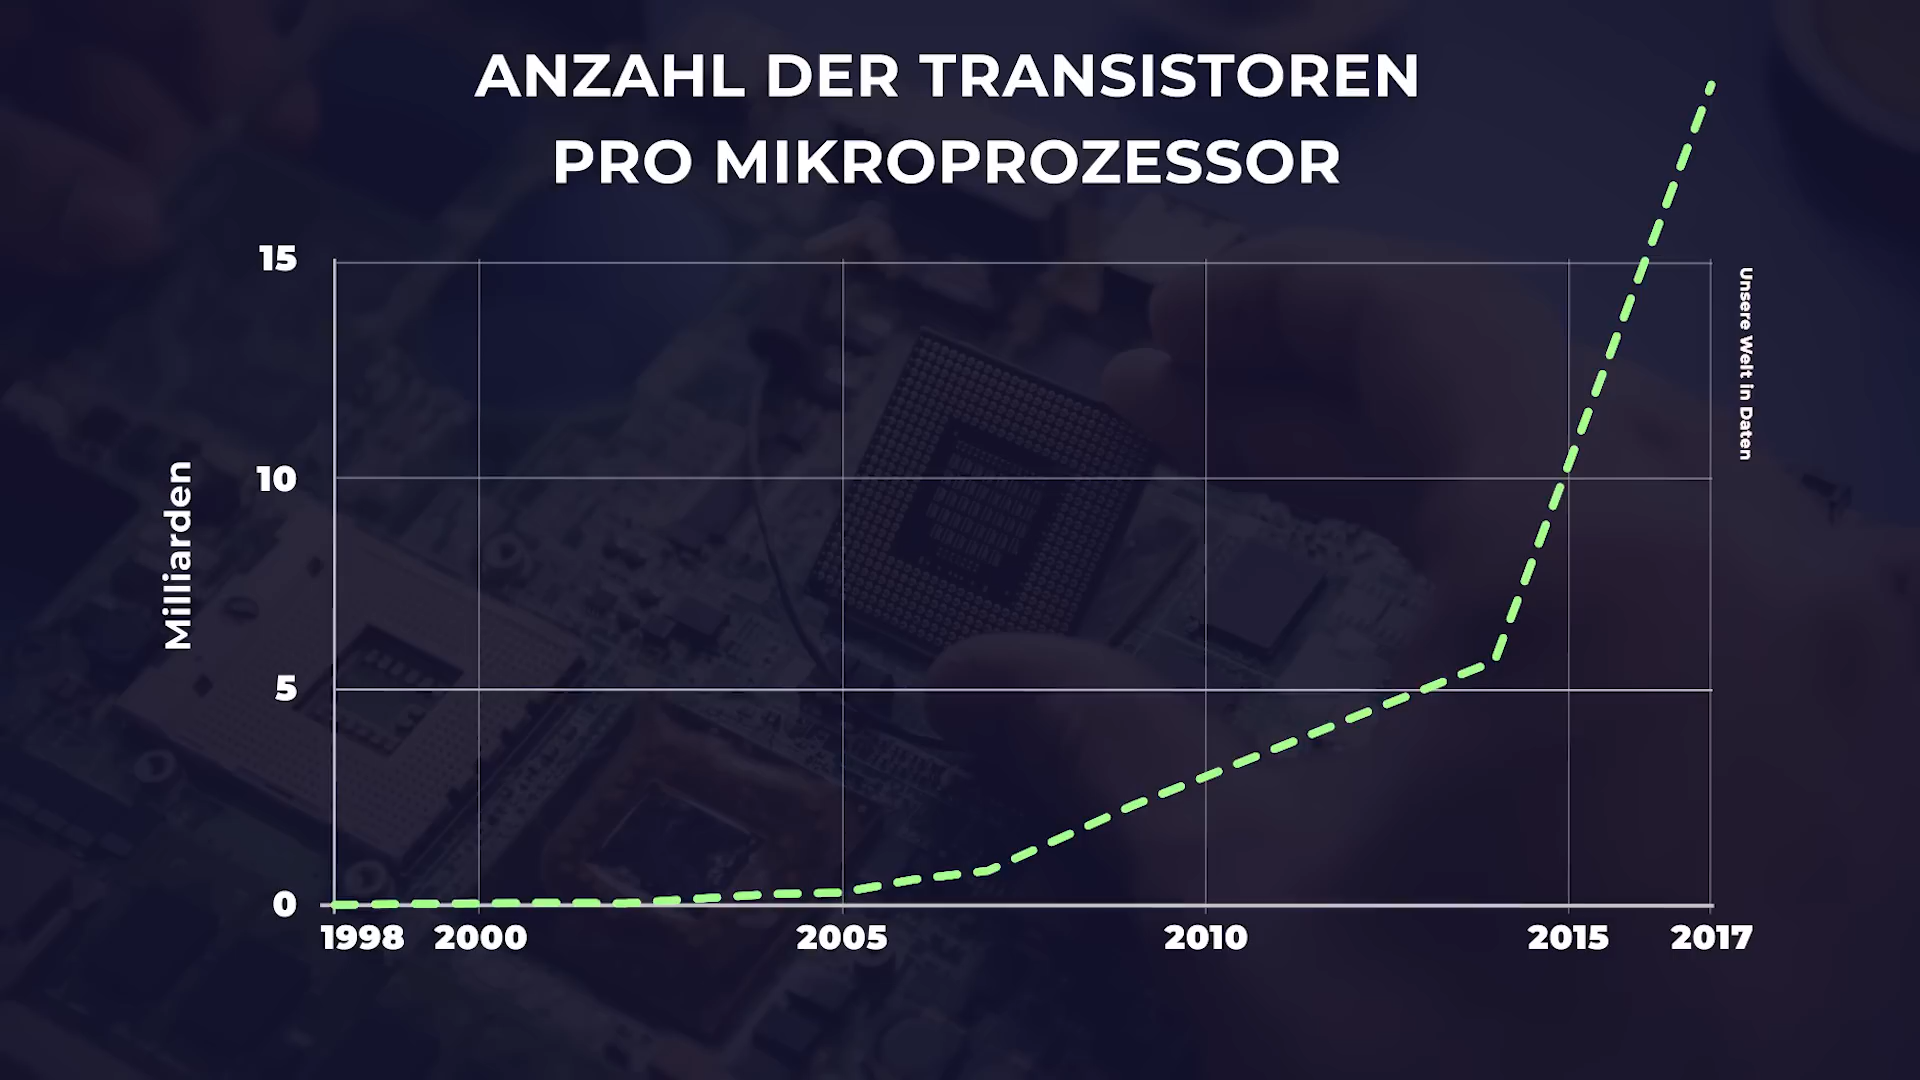 ANZAHL DER TRANSISTOREN
PRO MIKROPROZESSOR
15
10
5
0
Milliarden
1998 2000 2005 2010 2015 2017
Unsere Welt in Daten